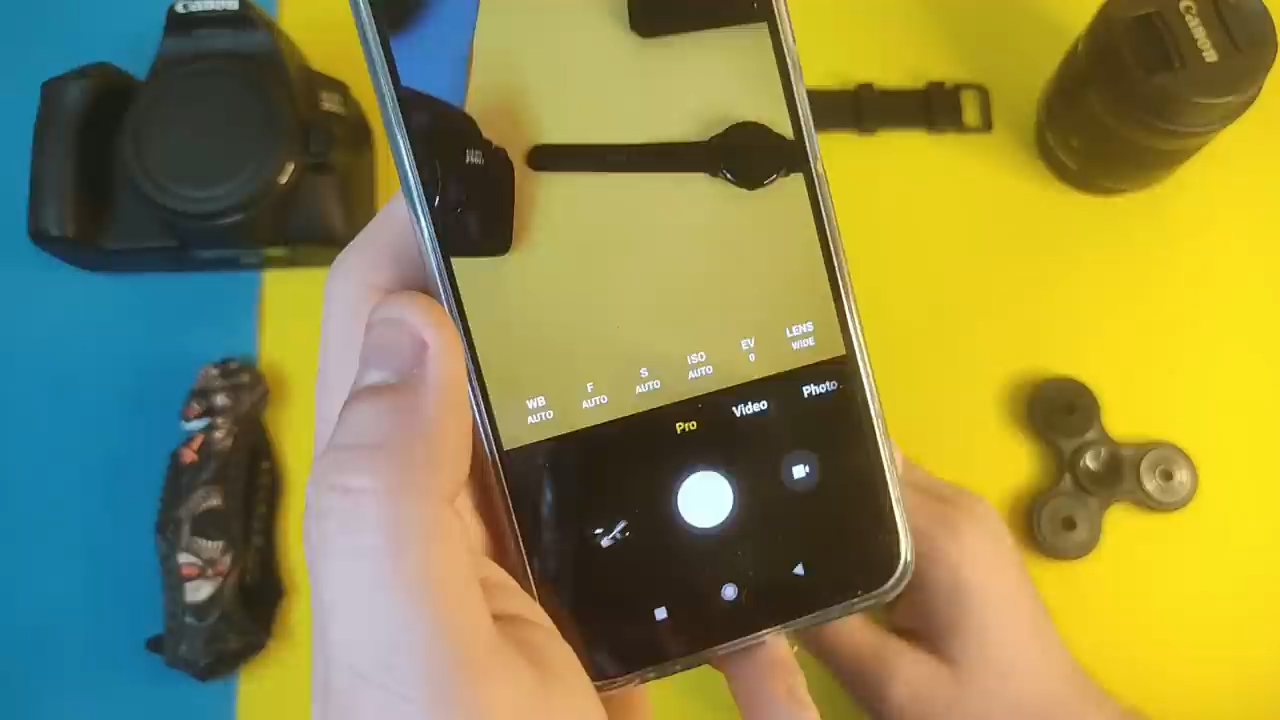 Canon
Canon
WB
AUTO
F
AUTO
S
AUTO
ISO
AUTO
EV
0
LENS
WIDE
Pro
Video
Photo